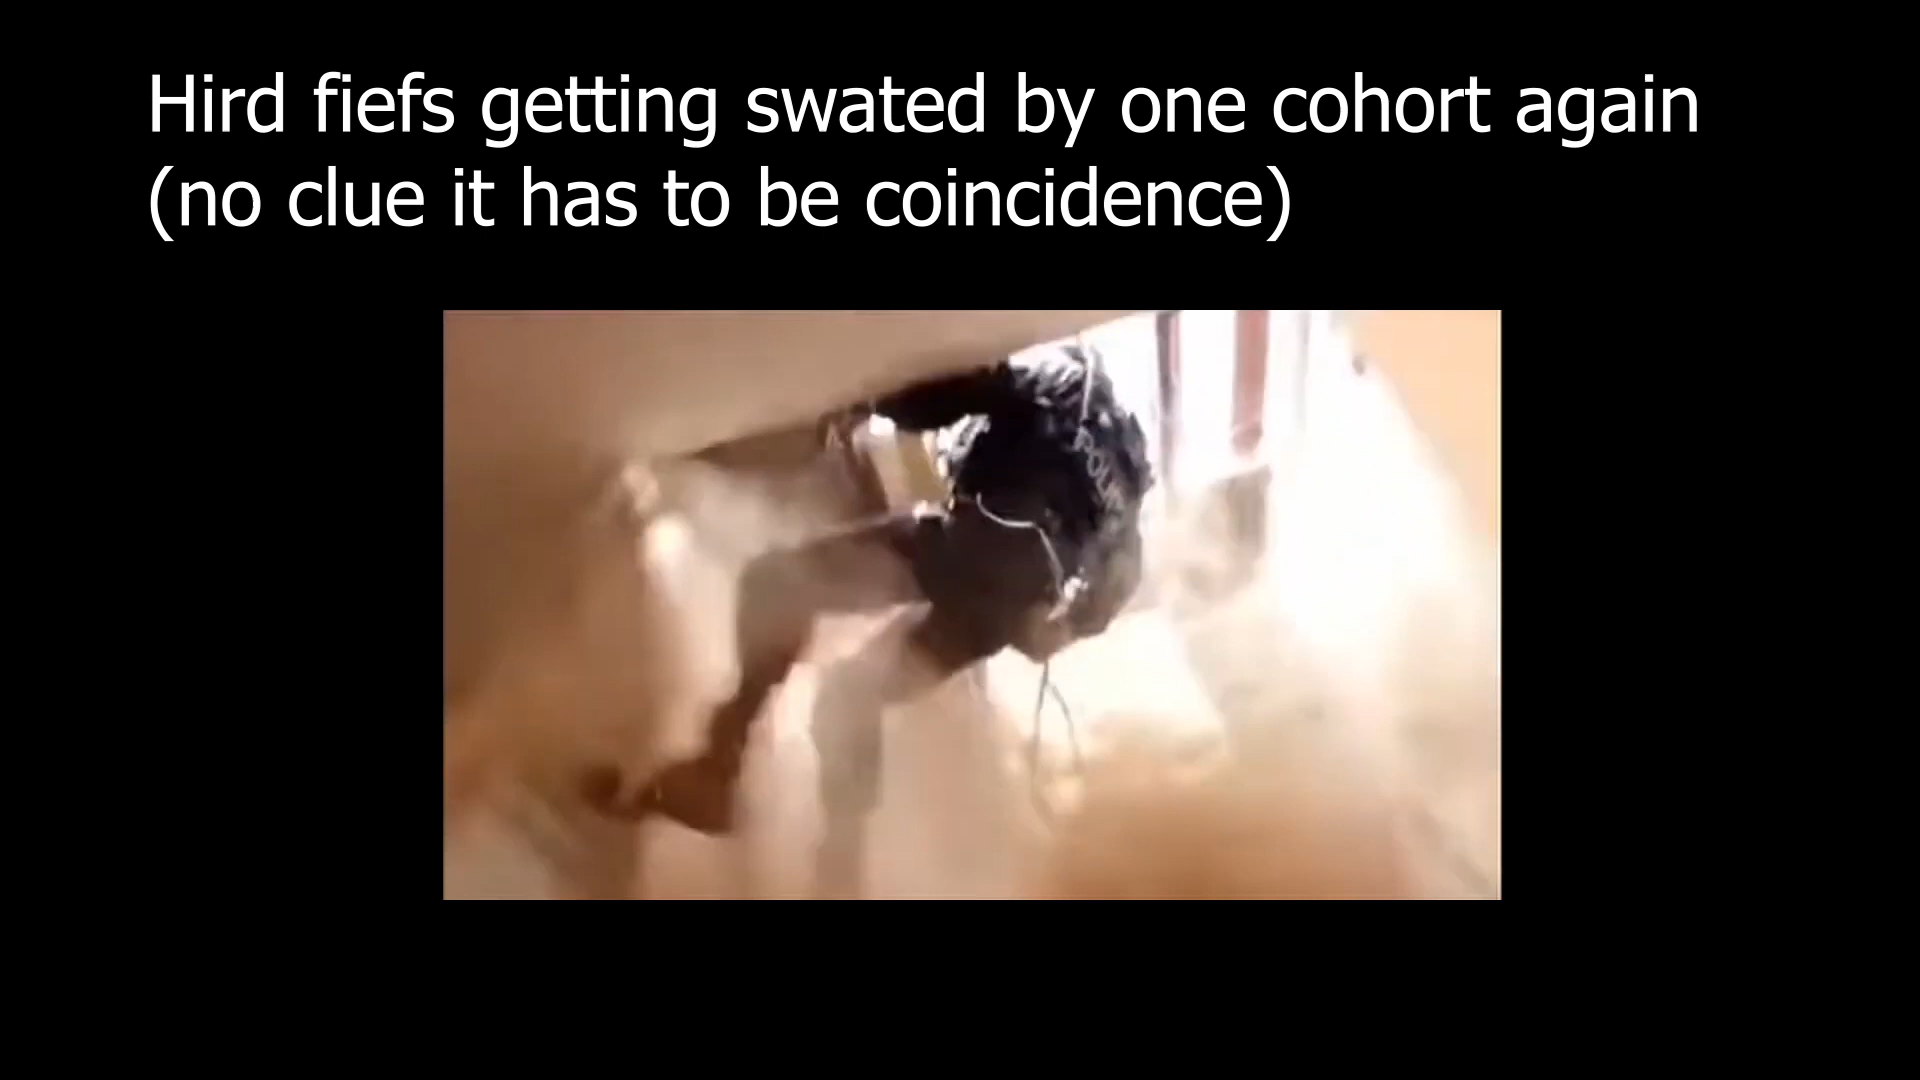 Hird fiefs getting swated by one cohort again
(no clue it has to be coincidence)